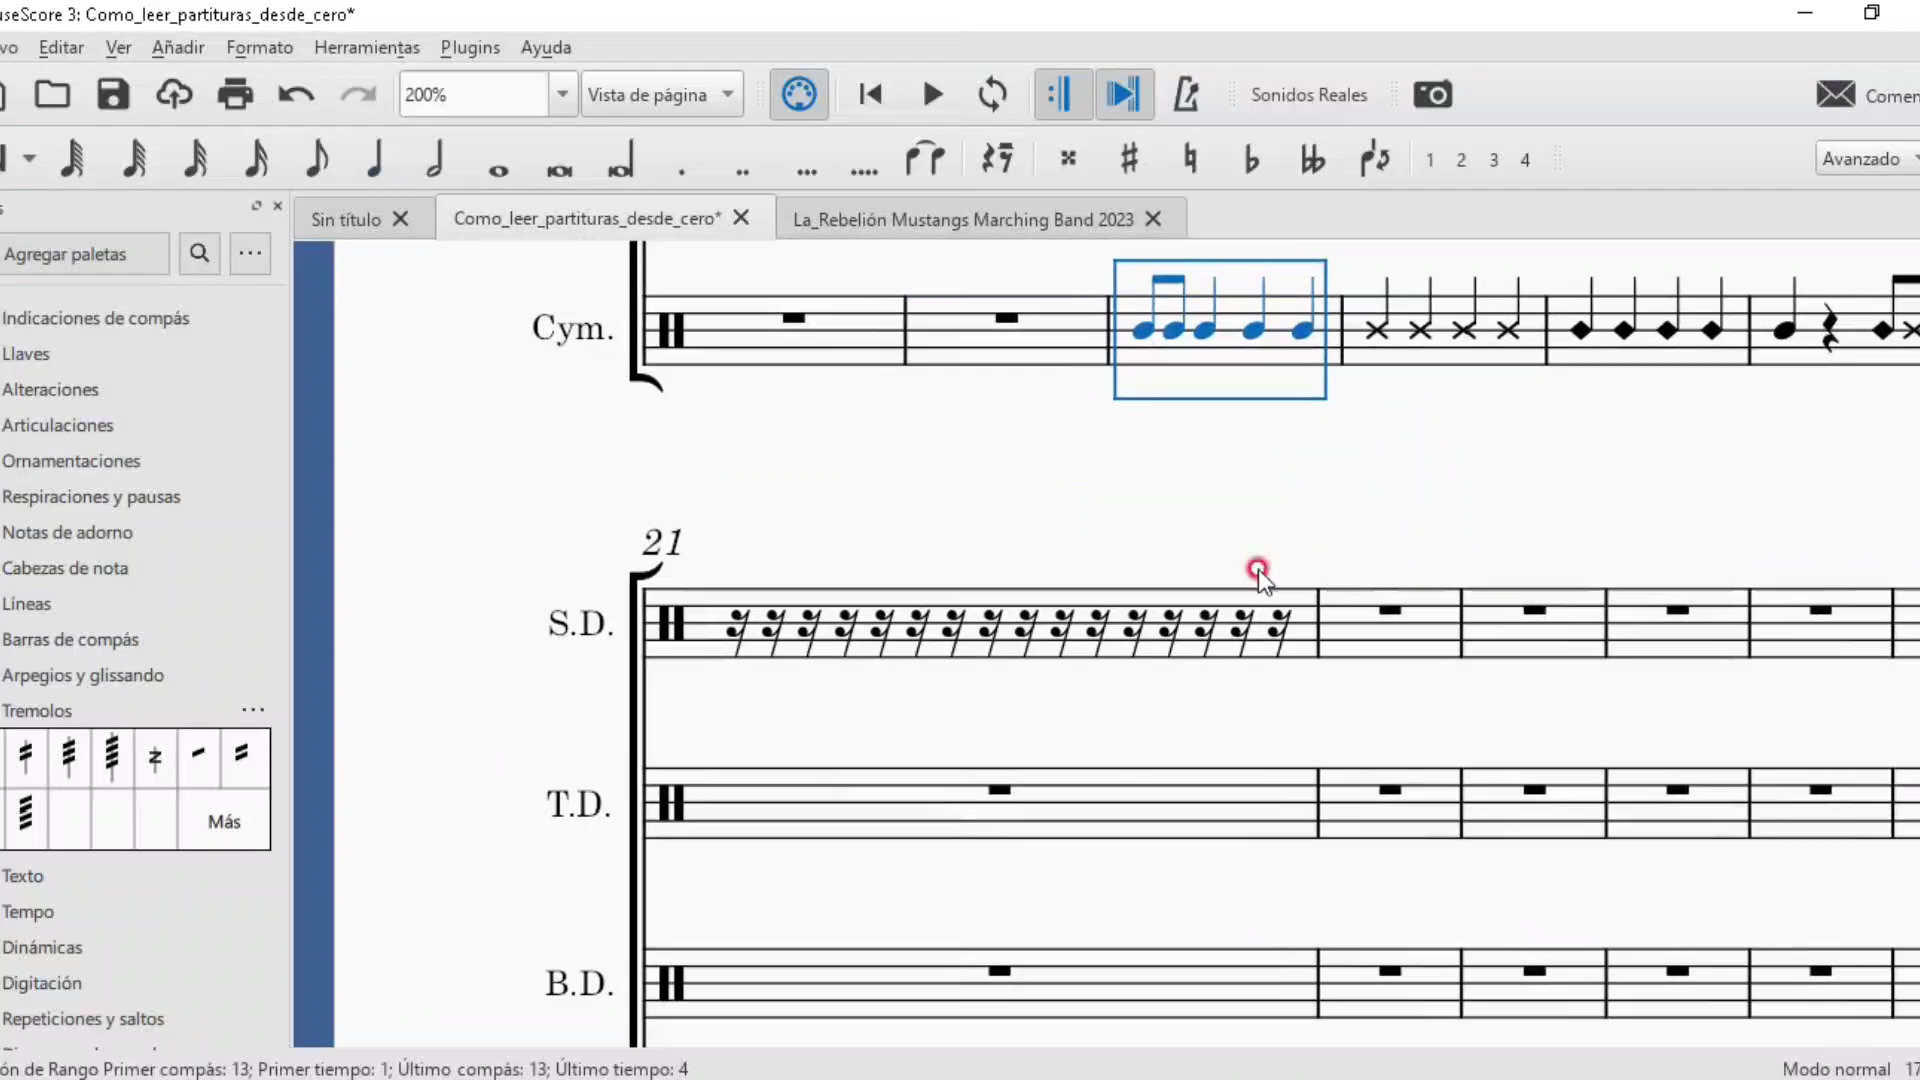 useScore 3: Como_leer_partituras_desde_cero*
vo Editar Ver Añadir Formato Herramientas Plugins Ayuda
200% Vista de página Sonidos Reales Comen
1 2 3 4 Avanzado
s
Sin título Como_leer_partituras_desde_cero* La_Rebelión Mustangs Marching Band 2023
Agregar paletas ...
Indicaciones de compás
Llaves
Alteraciones
Articulaciones
Ornamentaciones
Respiraciones y pausas
Notas de adorno
Cabezas de nota
Líneas
Barras de compás
Arpegios y glissando
Tremolos ...
Más
Texto
Tempo
Dinámicas
Digitación
Repeticiones y saltos
Cym.
21
S.D.
T.D.
B.D.
ón de Rango Primer compás: 13; Primer tiempo: 1; Último compás: 13; Último tiempo: 4
Modo normal 17